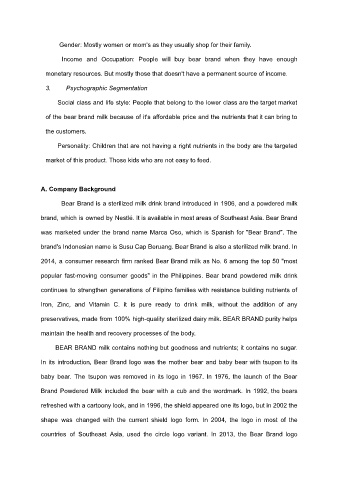 Gender: Mostly women or mom's as they usually shop for their family.
Income and Occupation: People will buy bear brand when they have enough
monetary resources. But mostly those that doesn't have a permanent source of income.
3. Psychographic Segmentation
Social class and life style: People that belong to the lower class are the target market
of the bear brand milk because of it's affordable price and the nutrients that it can bring to
the customers.
Personality: Children that are not having a right nutrients in the body are the targeted
market of this product. Those kids who are not easy to feed.
A. Company Background
Bear Brand is a sterilized milk drink brand introduced in 1906, and a powdered milk
brand, which is owned by Nestlé. It is available in most areas of Southeast Asia. Bear Brand
was marketed under the brand name Marca Oso, which is Spanish for "Bear Brand". The
brand's Indonesian name is Susu Cap Beruang. Bear Brand is also a sterilized milk brand. In
2014, a consumer research firm ranked Bear Brand milk as No. 6 among the top 50 "most
popular fast-moving consumer goods" in the Philippines. Bear brand powdered milk drink
continues to strengthen generations of Filipino families with resistance building nutrients of
Iron, Zinc, and Vitamin C. It is pure ready to drink milk, without the addition of any
preservatives, made from 100% high-quality sterilized dairy milk. BEAR BRAND purity helps
maintain the health and recovery processes of the body.
BEAR BRAND milk contains nothing but goodness and nutrients; it contains no sugar.
In its introduction, Bear Brand logo was the mother bear and baby bear with tsupon to its
baby bear. The tsupon was removed in its logo in 1967. In 1976, the launch of the Bear
Brand Powdered Milk included the bear with a cub and the wordmark. In 1992, the bears
refreshed with a cartoony look, and in 1996, the shield appeared one its logo, but in 2002 the
shape was changed with the current shield logo form. In 2004, the logo in most of the
countries of Southeast Asia, used the circle logo variant. In 2013, the Bear Brand logo